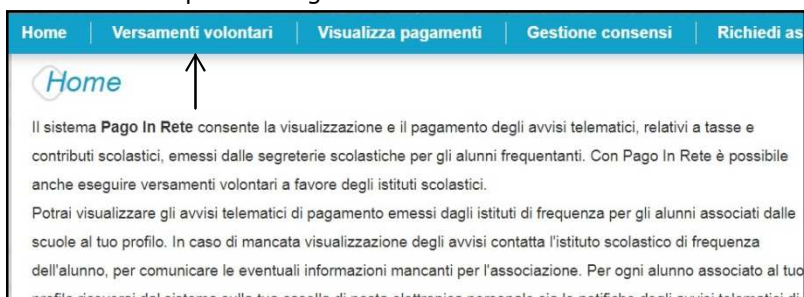 Home Versamenti volontari Visualizza pagamenti Gestione consensi Richiedi as
Home
Il sistema Pago In Rete consente la visualizzazione e il pagamento degli avvisi telematici, relativi a tasse e
contributi scolastici, emessi dalle segreterie scolastiche per gli alunni frequentanti. Con Pago In Rete è possibile
anche eseguire versamenti volontari a favore degli istituti scolastici.
Potrai visualizzare gli avvisi telematici di pagamento emessi dagli istituti di frequenza per gli alunni associati dalle
scuole al tuo profilo. In caso di mancata visualizzazione degli avvisi contatta l'istituto scolastico di frequenza
dell'alunno, per comunicare le eventuali informazioni mancanti per l'associazione. Per ogni alunno associato al tuo